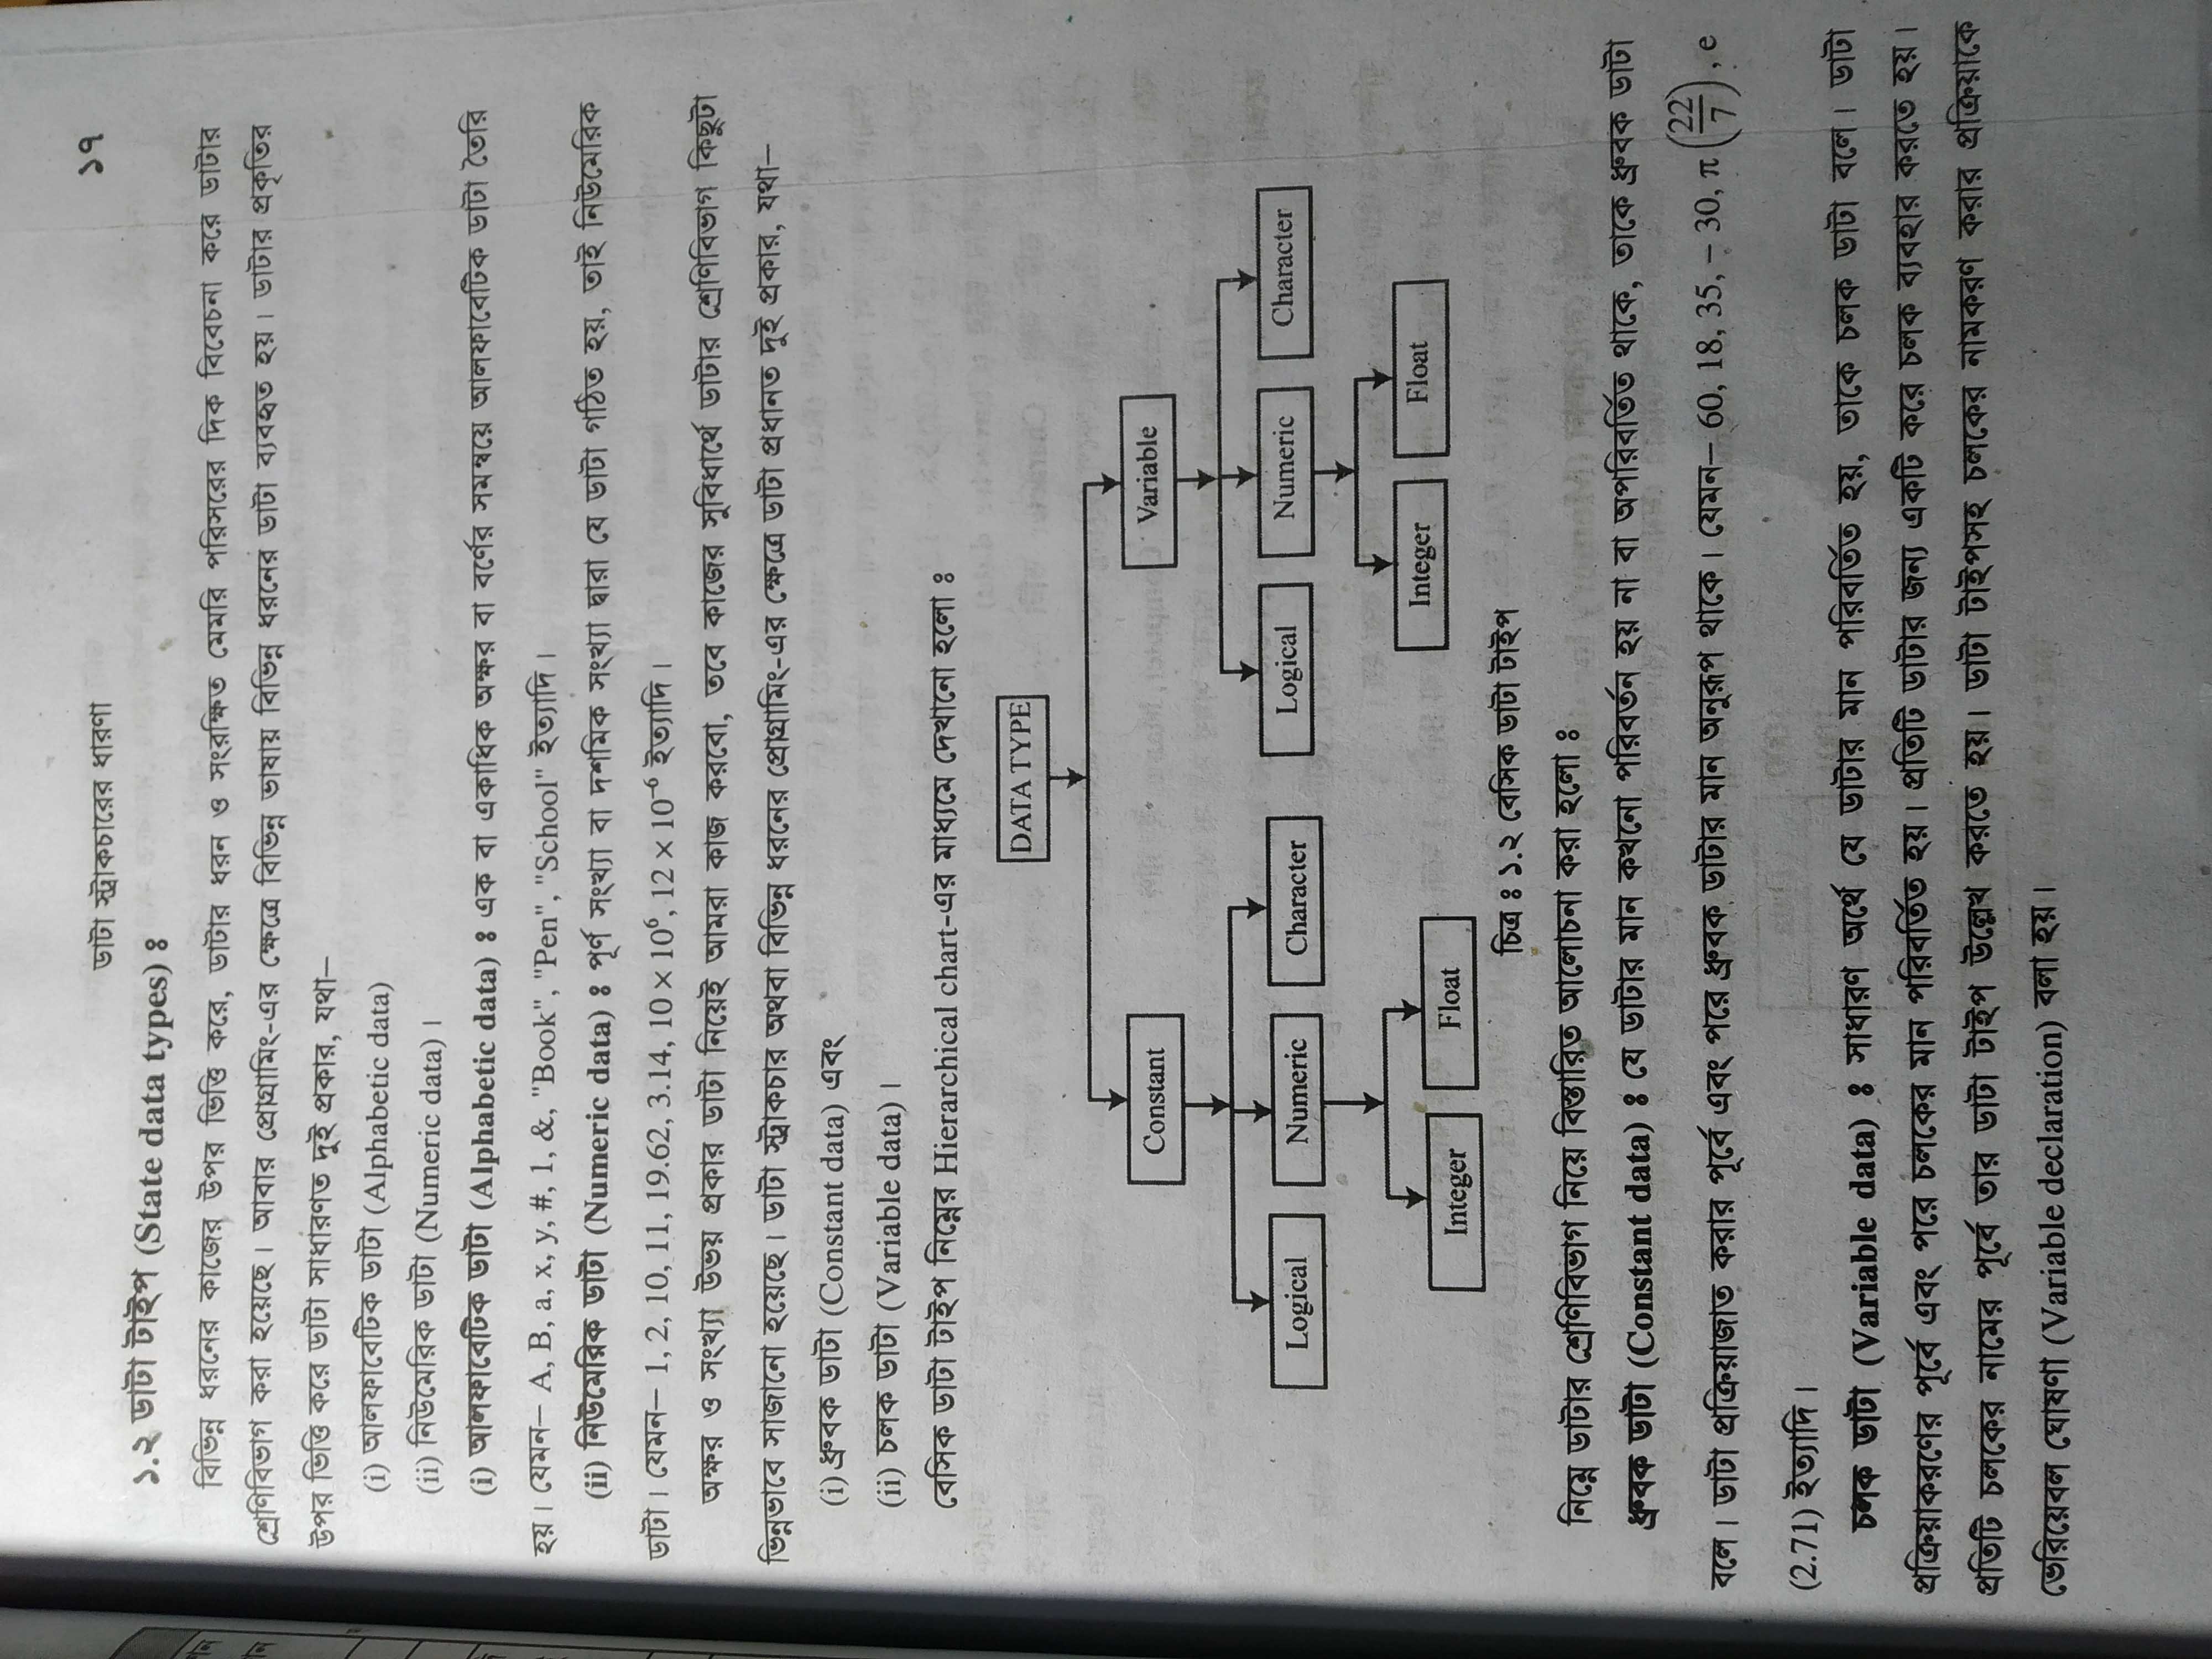 ডাটা স্ট্রাকচারের ধারণা
১৭
১.২ ডাটা টাইপ (State data types) ঃ
বিভিন্ন ধরনের কাজের উপর ভিত্তি করে, ডাটার ধরন ও সংরক্ষিত মেমরি পরিসরের দিক বিবেচনা করে ডাটার
শ্রেণিবিভাগ করা হয়েছে। আবার প্রোগ্রামিং-এর ক্ষেত্রে বিভিন্ন ভাষায় বিভিন্ন ধরনের ডাটা ব্যবহৃত হয়। ডাটার প্রকৃতির
উপর ভিত্তি করে ডাটা সাধারণত দুই প্রকার, যথা–
(i) আলফাবেটিক ডাটা (Alphabetic data)
(ii) নিউমেরিক ডাটা (Numeric data)।
(i) আলফাবেটিক ডাটা (Alphabetic data) ঃ এক বা একাধিক অক্ষর বা বর্ণের সমন্বয়ে আলফাবেটিক ডাটা তৈরি
হয়। যেমন– A, B, a, x, y, #, 1, &, "Book", "Pen", "School" ইত্যাদি।
(ii) নিউমেরিক ডাটা (Numeric data) ঃ পূর্ণ সংখ্যা বা দশমিক সংখ্যা দ্বারা যে ডাটা গঠিত হয়, তাই নিউমেরিক
ডাটা। যেমন– 1, 2, 10, 11, 19.62, 3.14, 10 × 10⁶, 12 × 10⁻⁶ ইত্যাদি।
অক্ষর ও সংখ্যা উভয় প্রকার ডাটা নিয়েই আমরা কাজ করবো, তবে কাজের সুবিধার্থে ডাটার শ্রেণিবিভাগ কিছুটা
ভিন্নভাবে সাজানো হয়েছে। ডাটা স্ট্রাকচার অথবা বিভিন্ন ধরনের প্রোগ্রামিং-এর ক্ষেত্রে ডাটা প্রধানত দুই প্রকার, যথা–
(i) ধ্রুবক ডাটা (Constant data) এবং
(ii) চলক ডাটা (Variable data)।
বেসিক ডাটা টাইপ নিম্নের Hierarchical chart-এর মাধ্যমে দেখানো হলো ঃ
DATA TYPE
Constant Variable
Logical Numeric Character Logical Numeric Character
Integer Float Integer Float
চিত্র ঃ ১.২ বেসিক ডাটা টাইপ
নিম্নে ডাটার শ্রেণিবিভাগ নিয়ে বিস্তারিত আলোচনা করা হলো ঃ
ধ্রুবক ডাটা (Constant data) ঃ যে ডাটার মান কখনো পরিবর্তন হয় না বা অপরিবর্তিত থাকে, তাকে ধ্রুবক ডাটা
বলে। ডাটা প্রক্রিয়াজাত করার পূর্বে এবং পরে ধ্রুবক ডাটার মান অনুরূপ থাকে। যেমন– 60, 18, 35, – 30, π (22/7), e
(2.71) ইত্যাদি।
চলক ডাটা (Variable data) ঃ সাধারণ অর্থে যে ডাটার মান পরিবর্তিত হয়, তাকে চলক ডাটা বলে। ডাটা
প্রক্রিয়াকরণের পূর্বে এবং পরে চলকের মান পরিবর্তিত হয়। প্রতিটি ডাটার জন্য একটি করে চলক ব্যবহার করতে হয়।
প্রতিটি চলকের নামের পূর্বে তার ডাটা টাইপ উল্লেখ করতে হয়। ডাটা টাইপসহ চলকের নামকরণ করার প্রক্রিয়াকে
ভেরিয়েবল ঘোষণা (Variable declaration) বলা হয়।